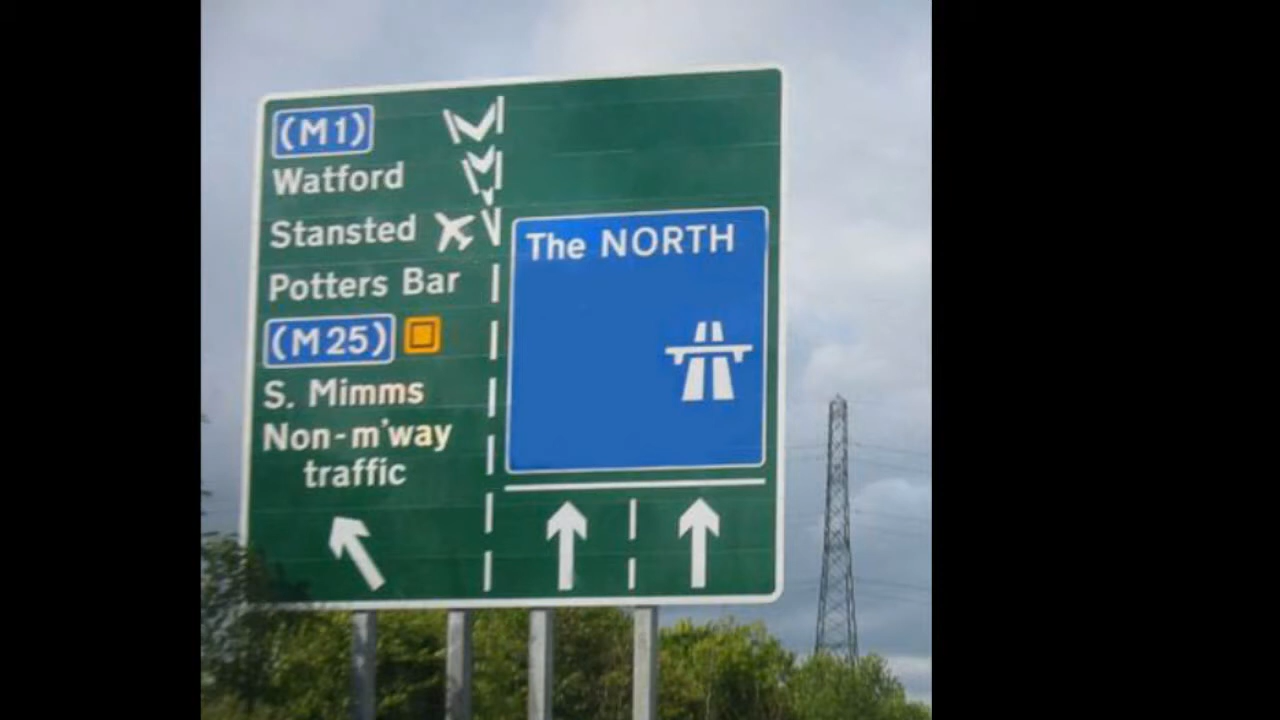 (M1)
Watford
Stansted
Potters Bar
(M25)
S. Mimms
Non-m'way
traffic
The NORTH